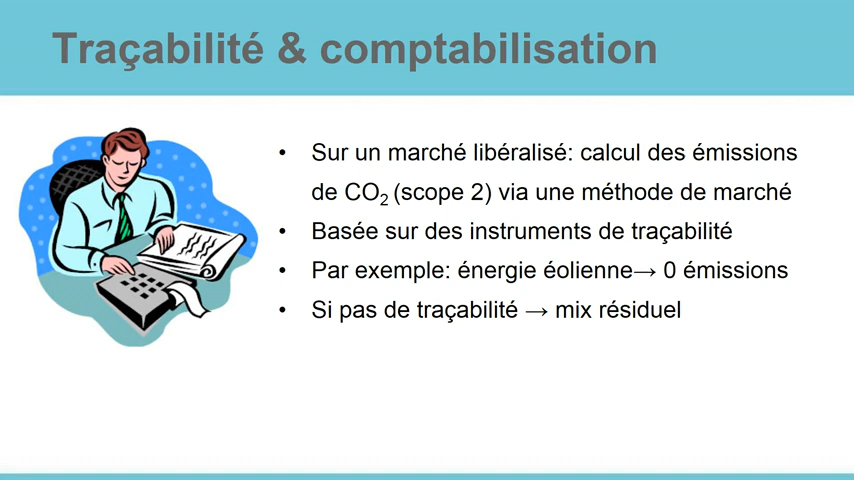 Traçabilité & comptabilisation
• Sur un marché libéralisé: calcul des émissions
de CO₂ (scope 2) via une méthode de marché
• Basée sur des instruments de traçabilité
• Par exemple: énergie éolienne→ 0 émissions
• Si pas de traçabilité → mix résiduel